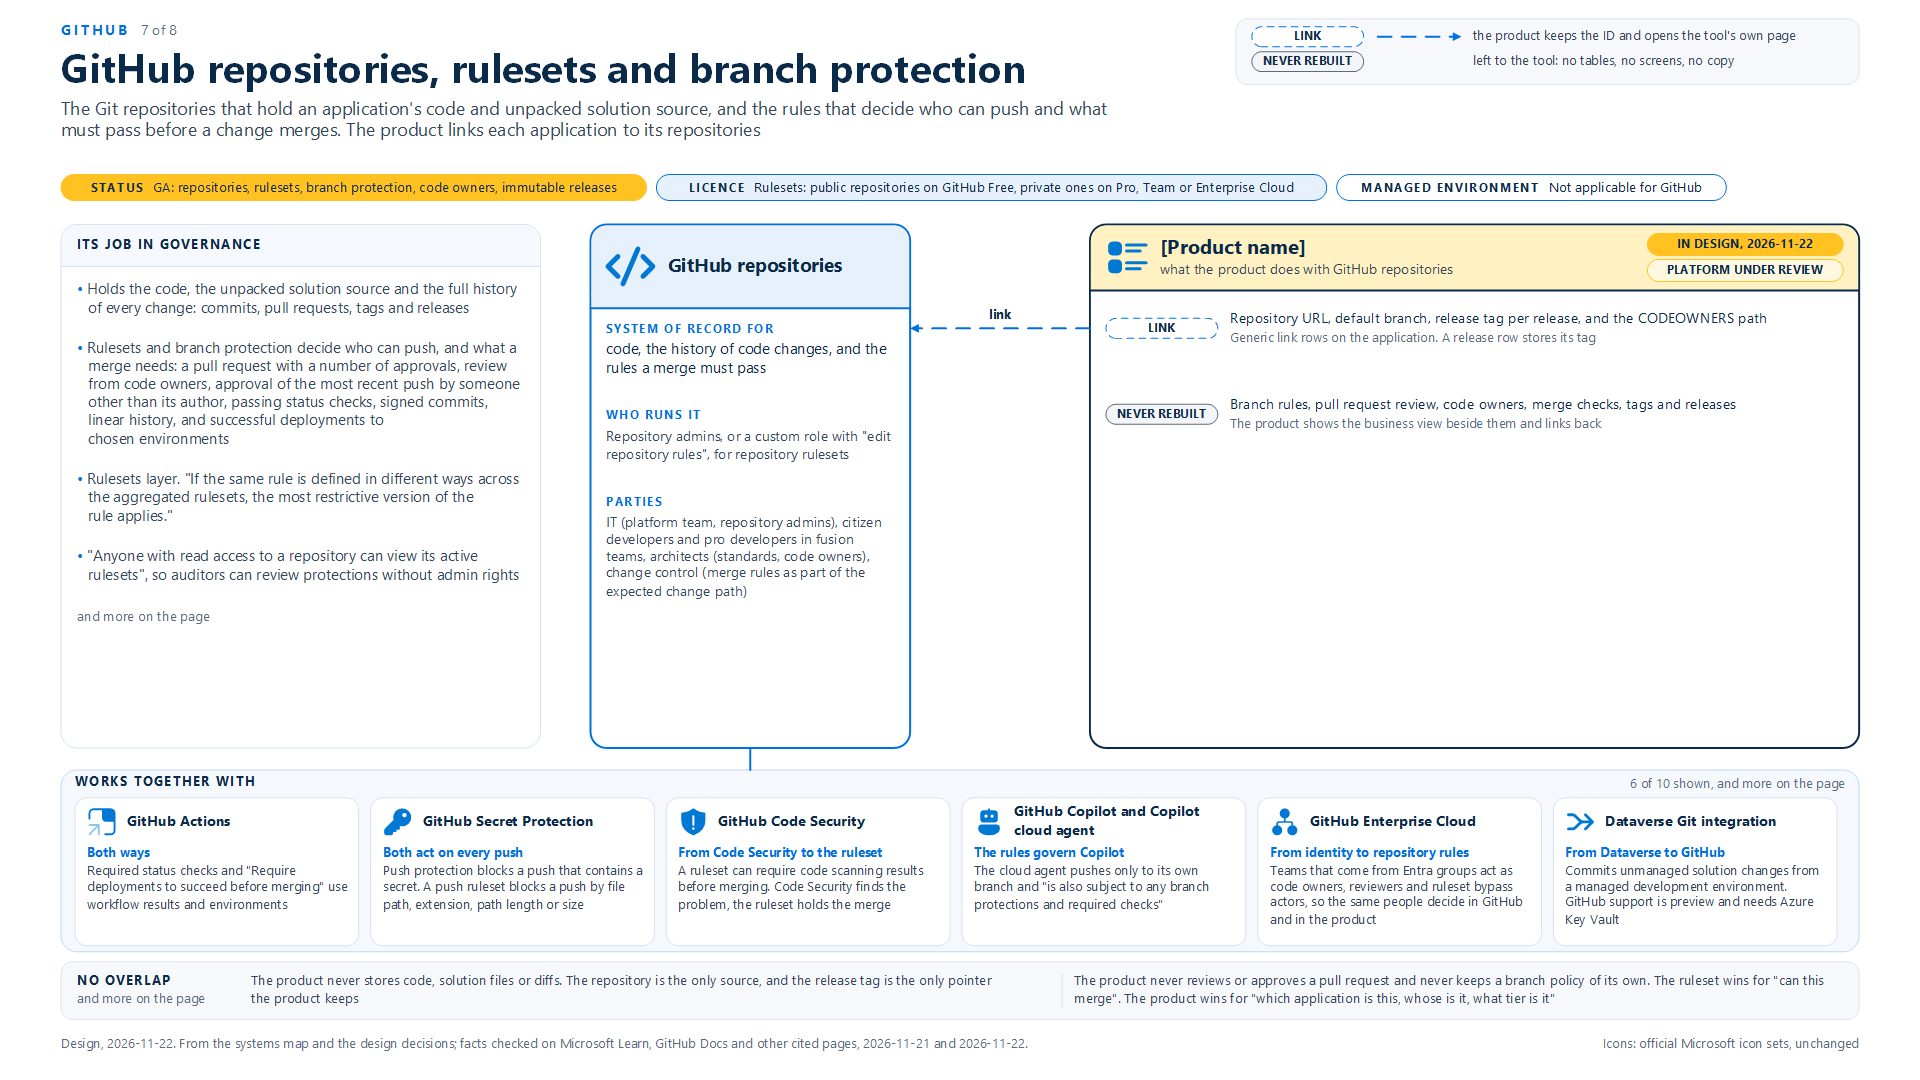 GITHUB 7 of 8
GitHub repositories, rulesets and branch protection
The Git repositories that hold an application's code and unpacked solution source, and the rules that decide who can push and what
must pass before a change merges. The product links each application to its repositories
LINK
the product keeps the ID and opens the tool's own page
NEVER REBUILT
left to the tool: no tables, no screens, no copy
STATUS GA: repositories, rulesets, branch protection, code owners, immutable releases
LICENCE Rulesets: public repositories on GitHub Free, private ones on Pro, Team or Enterprise Cloud
MANAGED ENVIRONMENT Not applicable for GitHub
ITS JOB IN GOVERNANCE
• Holds the code, the unpacked solution source and the full history
of every change: commits, pull requests, tags and releases
• Rulesets and branch protection decide who can push, and what a
merge needs: a pull request with a number of approvals, review
from code owners, approval of the most recent push by someone
other than its author, passing status checks, signed commits,
linear history, and successful deployments to
chosen environments
• Rulesets layer. "If the same rule is defined in different ways across
the aggregated rulesets, the most restrictive version of the
rule applies."
• "Anyone with read access to a repository can view its active
rulesets", so auditors can review protections without admin rights
and more on the page
GitHub repositories
SYSTEM OF RECORD FOR
code, the history of code changes, and the
rules a merge must pass
WHO RUNS IT
Repository admins, or a custom role with "edit
repository rules", for repository rulesets
PARTIES
IT (platform team, repository admins), citizen
developers and pro developers in fusion
teams, architects (standards, code owners),
change control (merge rules as part of the
expected change path)
link
[Product name]
what the product does with GitHub repositories
IN DESIGN, 2026-11-22
PLATFORM UNDER REVIEW
LINK
Repository URL, default branch, release tag per release, and the CODEOWNERS path
Generic link rows on the application. A release row stores its tag
NEVER REBUILT
Branch rules, pull request review, code owners, merge checks, tags and releases
The product shows the business view beside them and links back
WORKS TOGETHER WITH
6 of 10 shown, and more on the page
GitHub Actions
Both ways
Required status checks and "Require
deployments to succeed before merging" use
workflow results and environments
GitHub Secret Protection
Both act on every push
Push protection blocks a push that contains a
secret. A push ruleset blocks a push by file
path, extension, path length or size
GitHub Code Security
From Code Security to the ruleset
A ruleset can require code scanning results
before merging. Code Security finds the
problem, the ruleset holds the merge
GitHub Copilot and Copilot
cloud agent
The rules govern Copilot
The cloud agent pushes only to its own
branch and "is also subject to any branch
protections and required checks"
GitHub Enterprise Cloud
From identity to repository rules
Teams that come from Entra groups act as
code owners, reviewers and ruleset bypass
actors, so the same people decide in GitHub
and in the product
Dataverse Git integration
From Dataverse to GitHub
Commits unmanaged solution changes from
a managed development environment.
GitHub support is preview and needs Azure
Key Vault
NO OVERLAP
and more on the page
The product never stores code, solution files or diffs. The repository is the only source, and the release tag is the only pointer
the product keeps
The product never reviews or approves a pull request and never keeps a branch policy of its own. The ruleset wins for "can this
merge". The product wins for "which application is this, whose is it, what tier is it"
Design, 2026-11-22. From the systems map and the design decisions; facts checked on Microsoft Learn, GitHub Docs and other cited pages, 2026-11-21 and 2026-11-22.
Icons: official Microsoft icon sets, unchanged